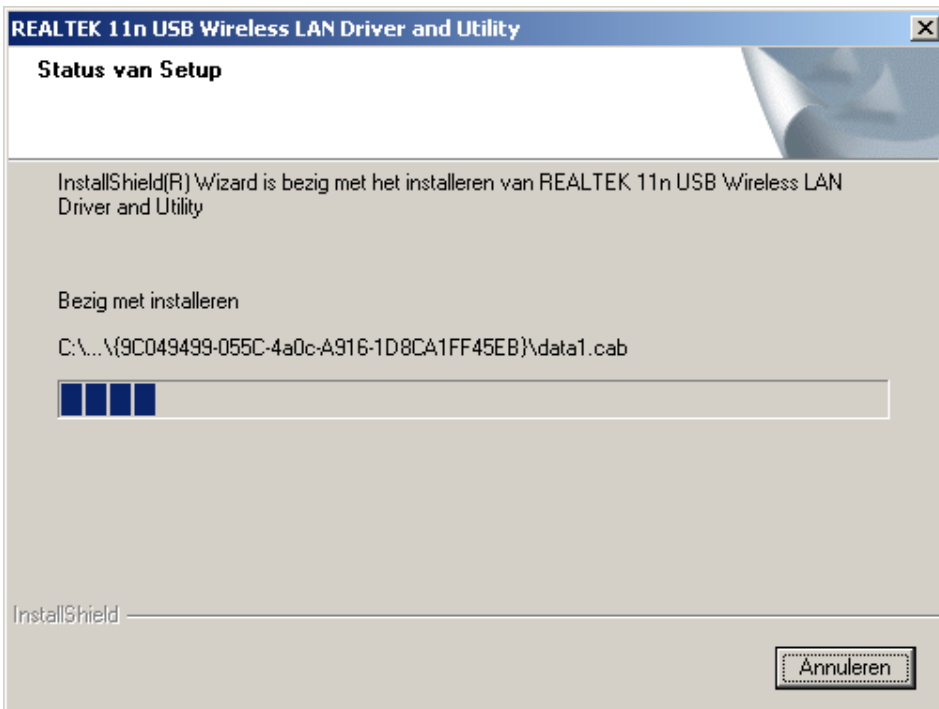 REALTEK 11n USB Wireless LAN Driver and Utility
Status van Setup
InstallShield(R) Wizard is bezig met het installeren van REALTEK 11n USB Wireless LAN
Driver and Utility
Bezig met installeren
C:\...\{9C049499-055C-4a0c-A916-1D8CA1FF45EB}\data1.cab
InstallShield
Annuleren